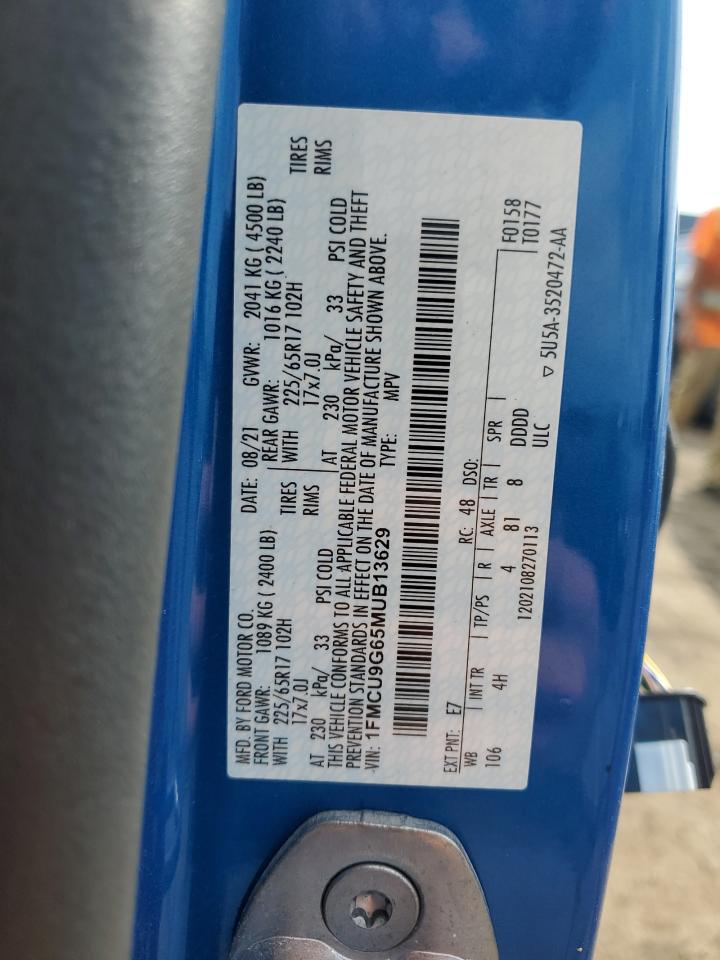 MFD. BY FORD MOTOR CO.
DATE: 08/21 GVWR: 2041 KG ( 4500 LB)
FRONT GAWR: 1089 KG ( 2400 LB)
REAR GAWR: 1016 KG ( 2240 LB)
WITH 225/65R17 102H TIRES
WITH 225/65R17 102H TIRES
17x7.0J RIMS
17x7.0J RIMS
AT 230 kPa/ 33 PSI COLD
AT 230 kPa/ 33 PSI COLD
THIS VEHICLE CONFORMS TO ALL APPLICABLE FEDERAL MOTOR VEHICLE SAFETY AND THEFT
PREVENTION STANDARDS IN EFFECT ON THE DATE OF MANUFACTURE SHOWN ABOVE.
VIN: 1FMCU9G65MUB13629 TYPE: MPV
EXT PNT: E7 RC: 48 DSO: F0158
WB INT TR TP/PS R AXLE TR SPR T0177
106 4H 4 81 8 DDDD
1202108270113 ULC ▽ 5U5A-3520472-AA